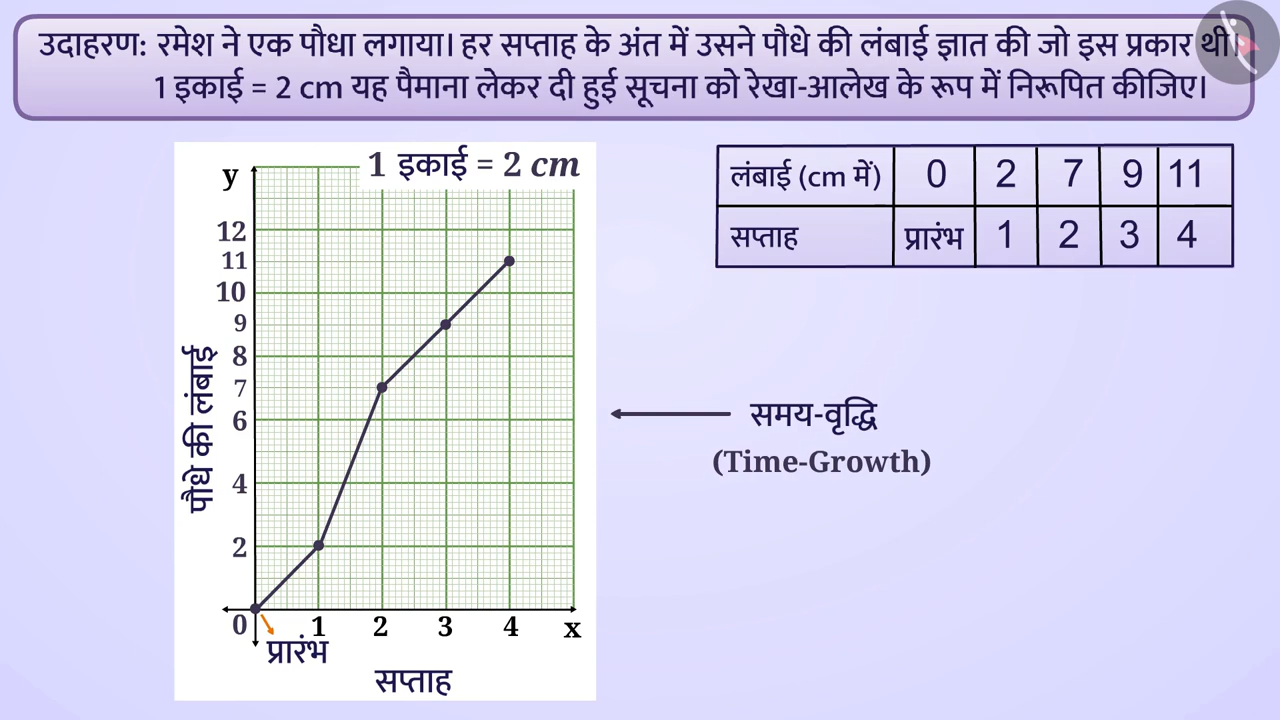 उदाहरण: रमेश ने एक पौधा लगाया। हर सप्ताह के अंत में उसने पौधे की लंबाई ज्ञात की जो इस प्रकार थी।
1 इकाई = 2 cm यह पैमाना लेकर दी हुई सूचना को रेखा-आलेख के रूप में निरूपित कीजिए।
1 इकाई = 2 cm
y
12
11
10
9
8
7
6
4
2
0
पौधे की लंबाई
1 2 3 4 x
प्रारंभ
सप्ताह
लंबाई (cm में) 0 2 7 9 11
सप्ताह प्रारंभ 1 2 3 4
समय-वृद्धि
(Time-Growth)